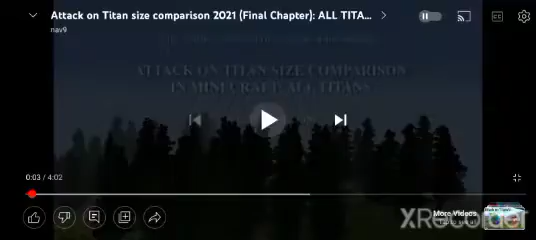 Attack on Titan size comparison 2021 (Final Chapter): ALL TITA...
nav9
ATTACK ON TITAN SIZE COMPARISON
IN MINECRAFT: ALL TITANS
0:03 / 4:02
More Videos
XRecorder